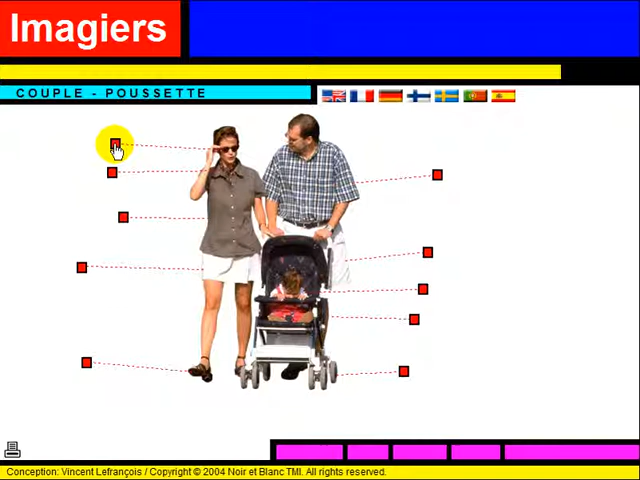 Imagiers
COUPLE - POUSSETTE
Conception: Vincent Lefrançois / Copyright © 2004 Noir et Blanc TMI. All rights reserved.